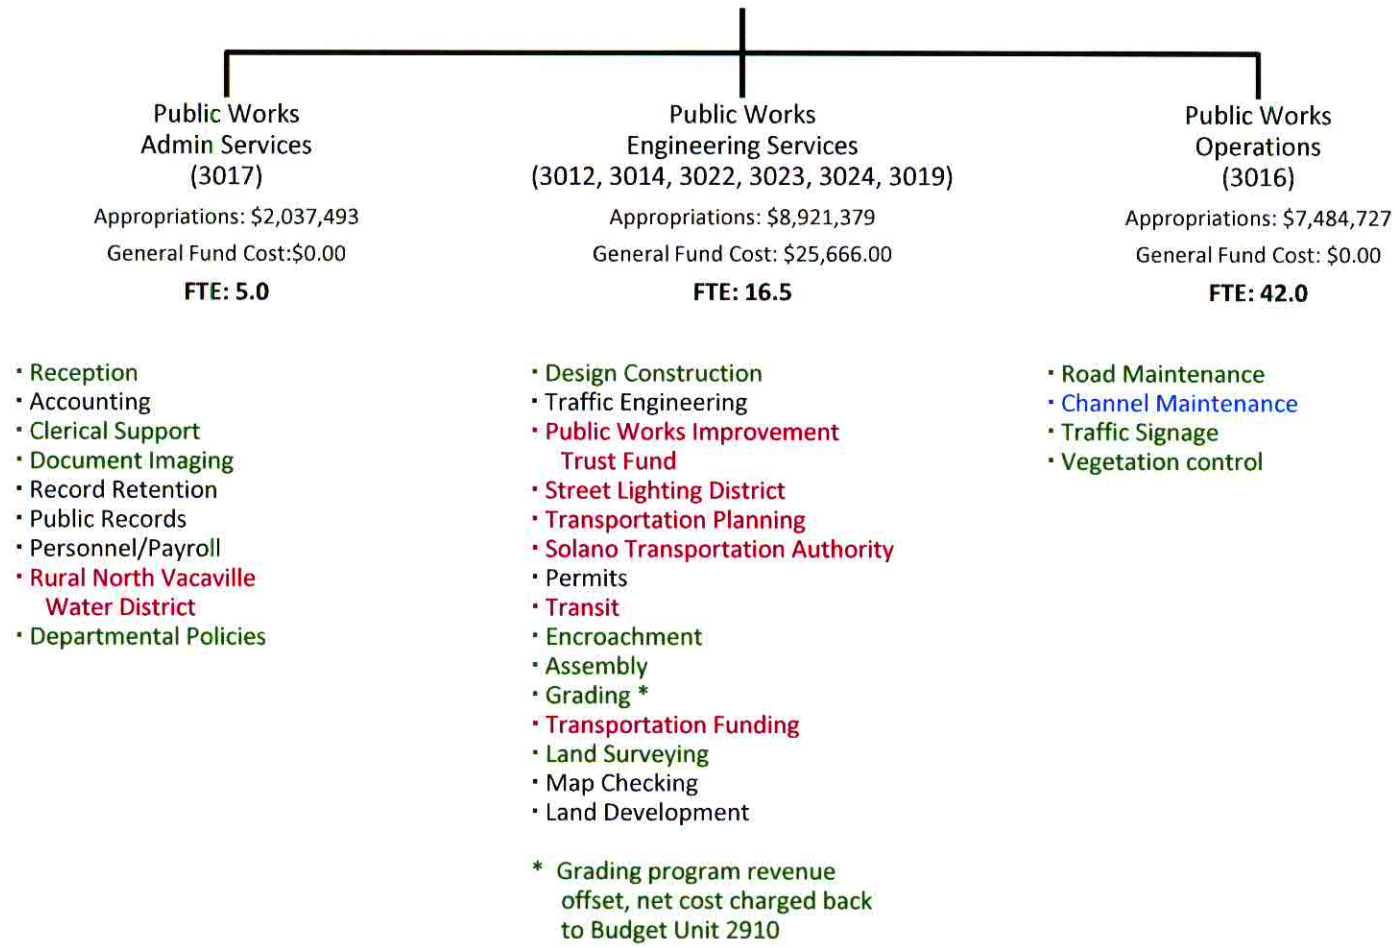 Public Works
Admin Services
(3017)
Appropriations: $2,037,493
General Fund Cost:$0.00
FTE: 5.0
· Reception
· Accounting
· Clerical Support
· Document Imaging
· Record Retention
· Public Records
· Personnel/Payroll
· Rural North Vacaville
Water District
· Departmental Policies
Public Works
Engineering Services
(3012, 3014, 3022, 3023, 3024, 3019)
Appropriations: $8,921,379
General Fund Cost: $25,666.00
FTE: 16.5
· Design Construction
· Traffic Engineering
· Public Works Improvement
Trust Fund
· Street Lighting District
· Transportation Planning
· Solano Transportation Authority
· Permits
· Transit
· Encroachment
· Assembly
· Grading *
· Transportation Funding
· Land Surveying
· Map Checking
· Land Development
* Grading program revenue
offset, net cost charged back
to Budget Unit 2910
Public Works
Operations
(3016)
Appropriations: $7,484,727
General Fund Cost: $0.00
FTE: 42.0
· Road Maintenance
· Channel Maintenance
· Traffic Signage
· Vegetation control